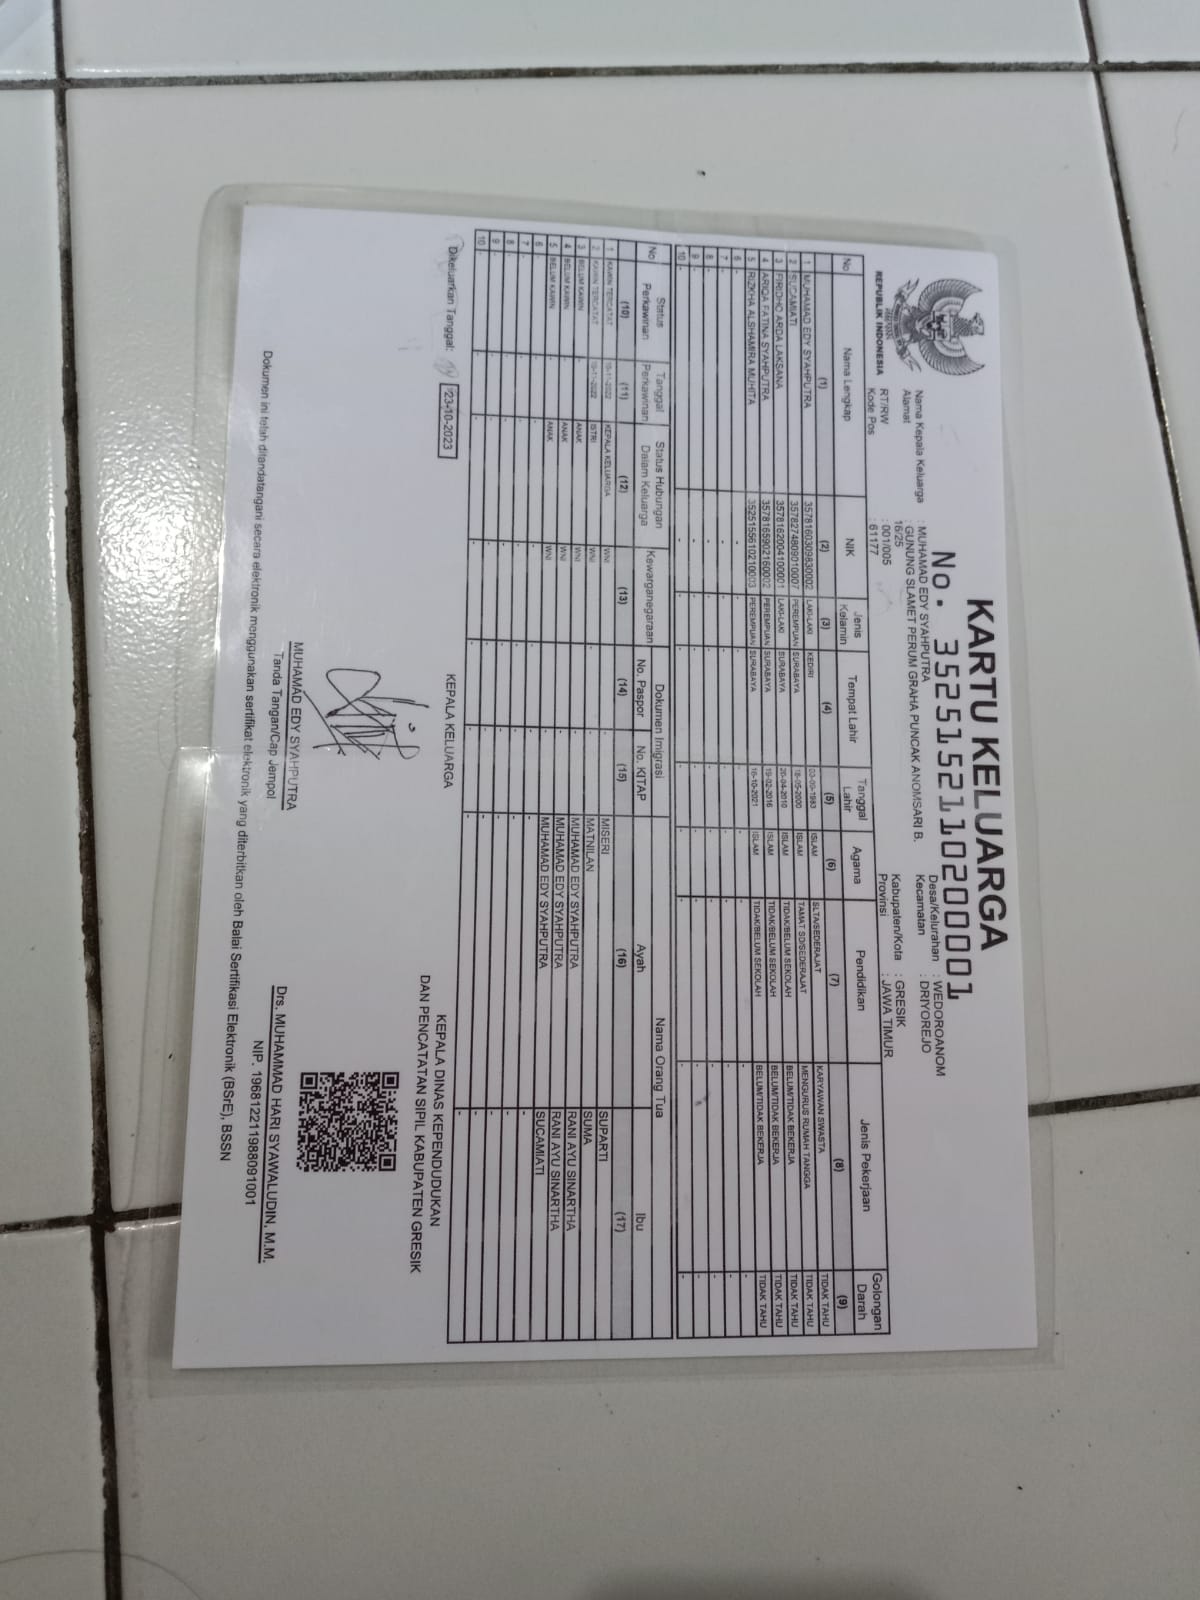 KARTU KELUARGA
No. 3525152110200001
REPUBLIK INDONESIA
Nama Kepala Keluarga : MUHAMAD EDY SYAHPUTRA
Alamat : GUNUNG SLAMET PERUM GRAHA PUNCAK ANOMSARI B.
16/25
RT/RW : 001/005
Kode Pos : 61177
Desa/Kelurahan : WEDOROANOM
Kecamatan : DRIYOREJO
Kabupaten/Kota : GRESIK
Provinsi : JAWA TIMUR
No Nama Lengkap NIK Jenis Kelamin Tempat Lahir Tanggal Lahir Agama Pendidikan Jenis Pekerjaan Golongan Darah
(1) (2) (3) (4) (5) (6) (7) (8) (9)
1 MUHAMAD EDY SYAHPUTRA 3578160309830002 LAKI-LAKI KEDIRI 03-09-1983 ISLAM SLTA/SEDERAJAT KARYAWAN SWASTA TIDAK TAHU
2 SUCAMIATI 3578274808010007 PEREMPUAN SURABAYA 18-05-2000 ISLAM TAMAT SD/SEDERAJAT MENGURUS RUMAH TANGGA TIDAK TAHU
3 FIRIDHO ARDA LAKSANA 3578162004100001 LAKI-LAKI SURABAYA 20-04-2010 ISLAM TIDAK/BELUM SEKOLAH BELUM/TIDAK BEKERJA TIDAK TAHU
4 ARIQA FATINA SYAHPUTRA 3578165902160002 PEREMPUAN SURABAYA 19-02-2016 ISLAM TIDAK/BELUM SEKOLAH BELUM/TIDAK BEKERJA TIDAK TAHU
5 RIZKHA ALSHAMIRA MUHITA 3525155610210003 PEREMPUAN SURABAYA 16-10-2021 ISLAM TIDAK/BELUM SEKOLAH BELUM/TIDAK BEKERJA TIDAK TAHU
6 - - - - - - - - -
7 - - - - - - - - -
8 - - - - - - - - -
9 - - - - - - - - -
10 - - - - - - - - -
No Status Perkawinan Tanggal Perkawinan Status Hubungan Dalam Keluarga Kewarganegaraan Dokumen Imigrasi Nama Orang Tua
No. Paspor No. KITAP Ayah Ibu
(10) (11) (12) (13) (14) (15) (16) (17)
1 KAWIN TERCATAT 15-11-2022 KEPALA KELUARGA WNI - - MISERI SUPARTI
2 KAWIN TERCATAT 15-11-2022 ISTRI WNI - - MATNILAN SUMA
3 BELUM KAWIN - ANAK WNI - - MUHAMAD EDY SYAHPUTRA RANI AYU SINARTHA
4 BELUM KAWIN - ANAK WNI - - MUHAMAD EDY SYAHPUTRA RANI AYU SINARTHA
5 BELUM KAWIN - ANAK WNI - - MUHAMAD EDY SYAHPUTRA SUCAMIATI
6 - - - - - - - -
7 - - - - - - - -
8 - - - - - - - -
9 - - - - - - - -
10 - - - - - - - -
Dikeluarkan Tanggal : 23-10-2023
KEPALA KELUARGA
MUHAMAD EDY SYAHPUTRA
Tanda Tangan/Cap Jempol
KEPALA DINAS KEPENDUDUKAN
DAN PENCATATAN SIPIL KABUPATEN GRESIK
Drs. MUHAMMAD HARI SYAWALUDIN, M.M.
NIP. 196812211988091001
Dokumen ini telah ditandatangani secara elektronik menggunakan sertifikat elektronik yang diterbitkan oleh Balai Sertifikasi Elektronik (BSrE), BSSN